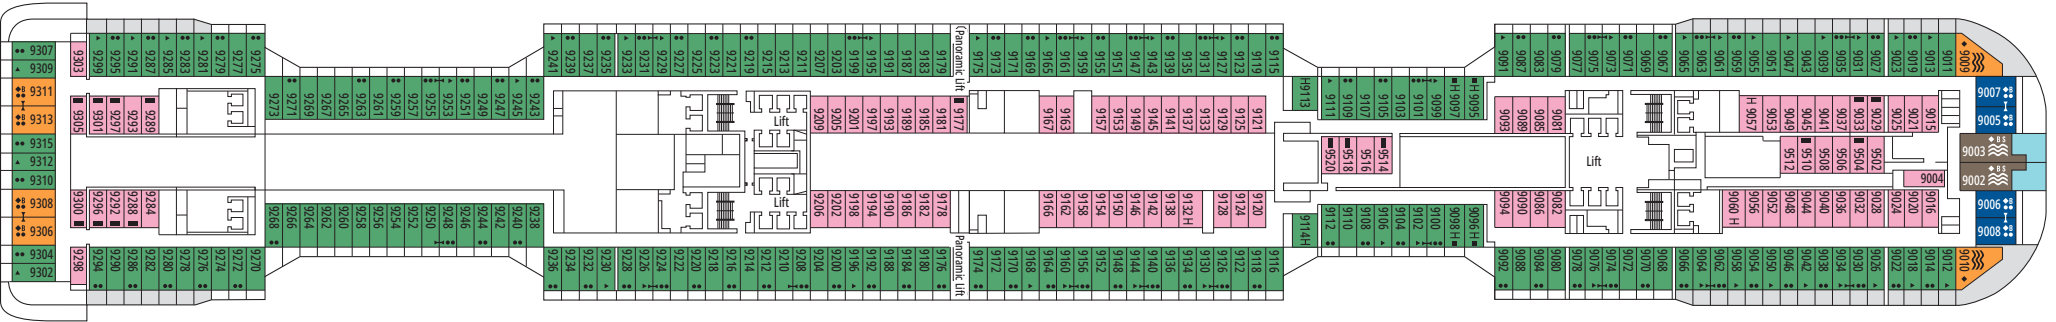 9307
9309
9311
B
9313
B
9315
9312
9310
9308
B
9306
B
9304
9302
9303 9299 9295 9291 9287 9285 9283 9281 9279 9277 9275
9305 9301 9297 9293 9289
9273 9271 9269 9267 9265 9263 9261 9259 9257 9255 9253 9251 9249 9247 9245 9243
9241 9239 9237 9235 9233 9231 9229 9227 9225 9223 9221 9219 9215 9213 9211 9207 9203 9199 9195 9191 9187 9183 9179
Panoramic Lift
9209 9205 9201 9197 9193 9189 9185 9181 9177
Lift
9175 9173 9171 9169 9165 9161 9159 9155 9151 9147 9143 9139 9135 9131 9127 9123 9119 9115
9167 9163 9157 9153 9149 9145 9141 9137 9133 9129 9125 9121
H9113 9111 9109 9107 9105 9103 9101 9099 H9097 H9095
9520 9518 9516 9514
9091 9087 9083 9079 9077 9075 9073 9071 9069 9067 9065 9063 9061 9059 9055 9051 9047 9043 9039 9035 9031 9027 9023 9019 9013 9011 9009
9093 9089 9085 9081
Lift
H 9057 9053 9049 9045 9041 9037 9033 9029 9025 9021 9015
9512 9510 9508 9506 9504 9502
9004
9007 B
9005 B
9003 B S
9002 B S
9006 B
9008 B
9300 9296 9292 9288 9284
9298 9294 9290 9286 9282 9280 9278 9276 9274 9272 9270
9268 9266 9264 9262 9260 9258 9256 9254 9252 9250 9248 9246 9244 9242 9240 9238
Lift
9206 9202 9198 9194 9190 9186 9182 9178
9236 9234 9232 9230 9228 9226 9224 9222 9220 9218 9216 9214 9212 9210 9208 9204 9200 9196 9192 9188 9184 9180 9176
Panoramic Lift
9166 9162 9158 9154 9150 9146 9142 9138 9132H 9128 9124 9120
9174 9172 9170 9168 9164 9160 9156 9152 9148 9144 9140 9136 9134 9130 9126 9122 9118 9116
9114H 9112 9110 9108 9106 9104 9102 9100 9098H 9096H
9094 9090 9086 9082
9092 9088 9084 9080 9078 9076 9074 9072 9070 9068 9066 9064 9062 9058 9054 9050 9046 9042 9038 9034 9030 9026 9022 9018 9014 9012 9010
9060 H 9056 9052 9048 9044 9040 9036 9032 9028 9024 9020 9016